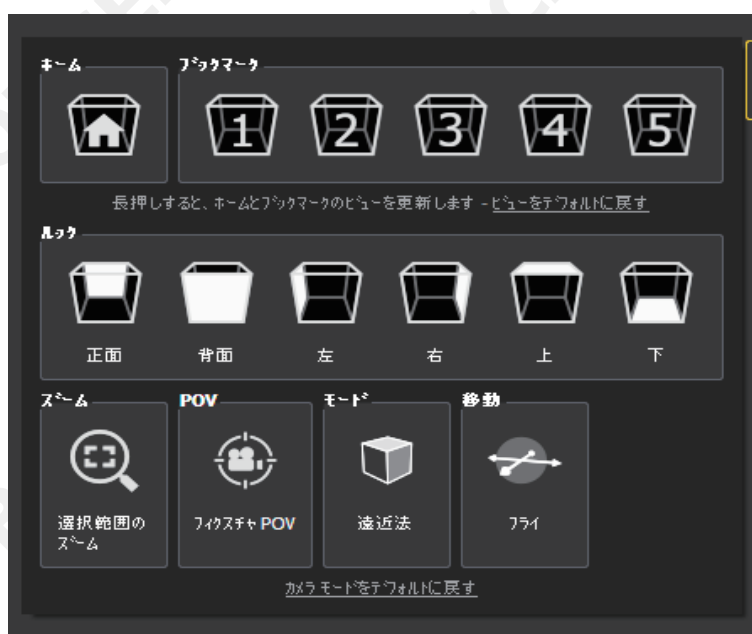 ホーム
ブックマーク
1 2 3 4 5
長押しすると、ホームとブックマークのビューを更新します - ビューをデフォルトに戻す
ルック
正面 背面 左 右 上 下
ズーム POV モード 移動
選択範囲の フィクスチャ POV 遠近法 フライ
ズーム
カメラ モードをデフォルトに戻す